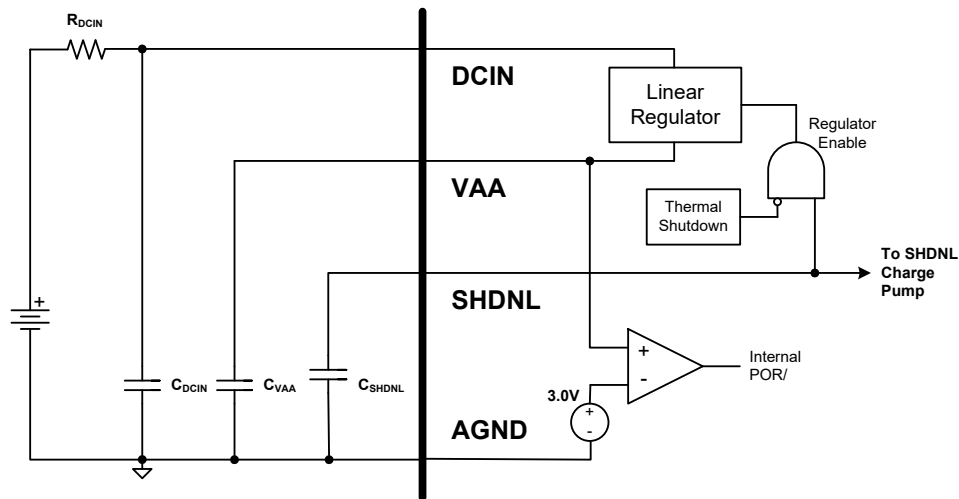 RDCIN
DCIN
Linear
Regulator
Regulator
Enable
VAA
Thermal
Shutdown
To SHDNL
Charge
Pump
SHDNL
+
+
-
Internal
POR/
CDCIN
CVAA
CSHDNL
3.0V
+
-
AGND